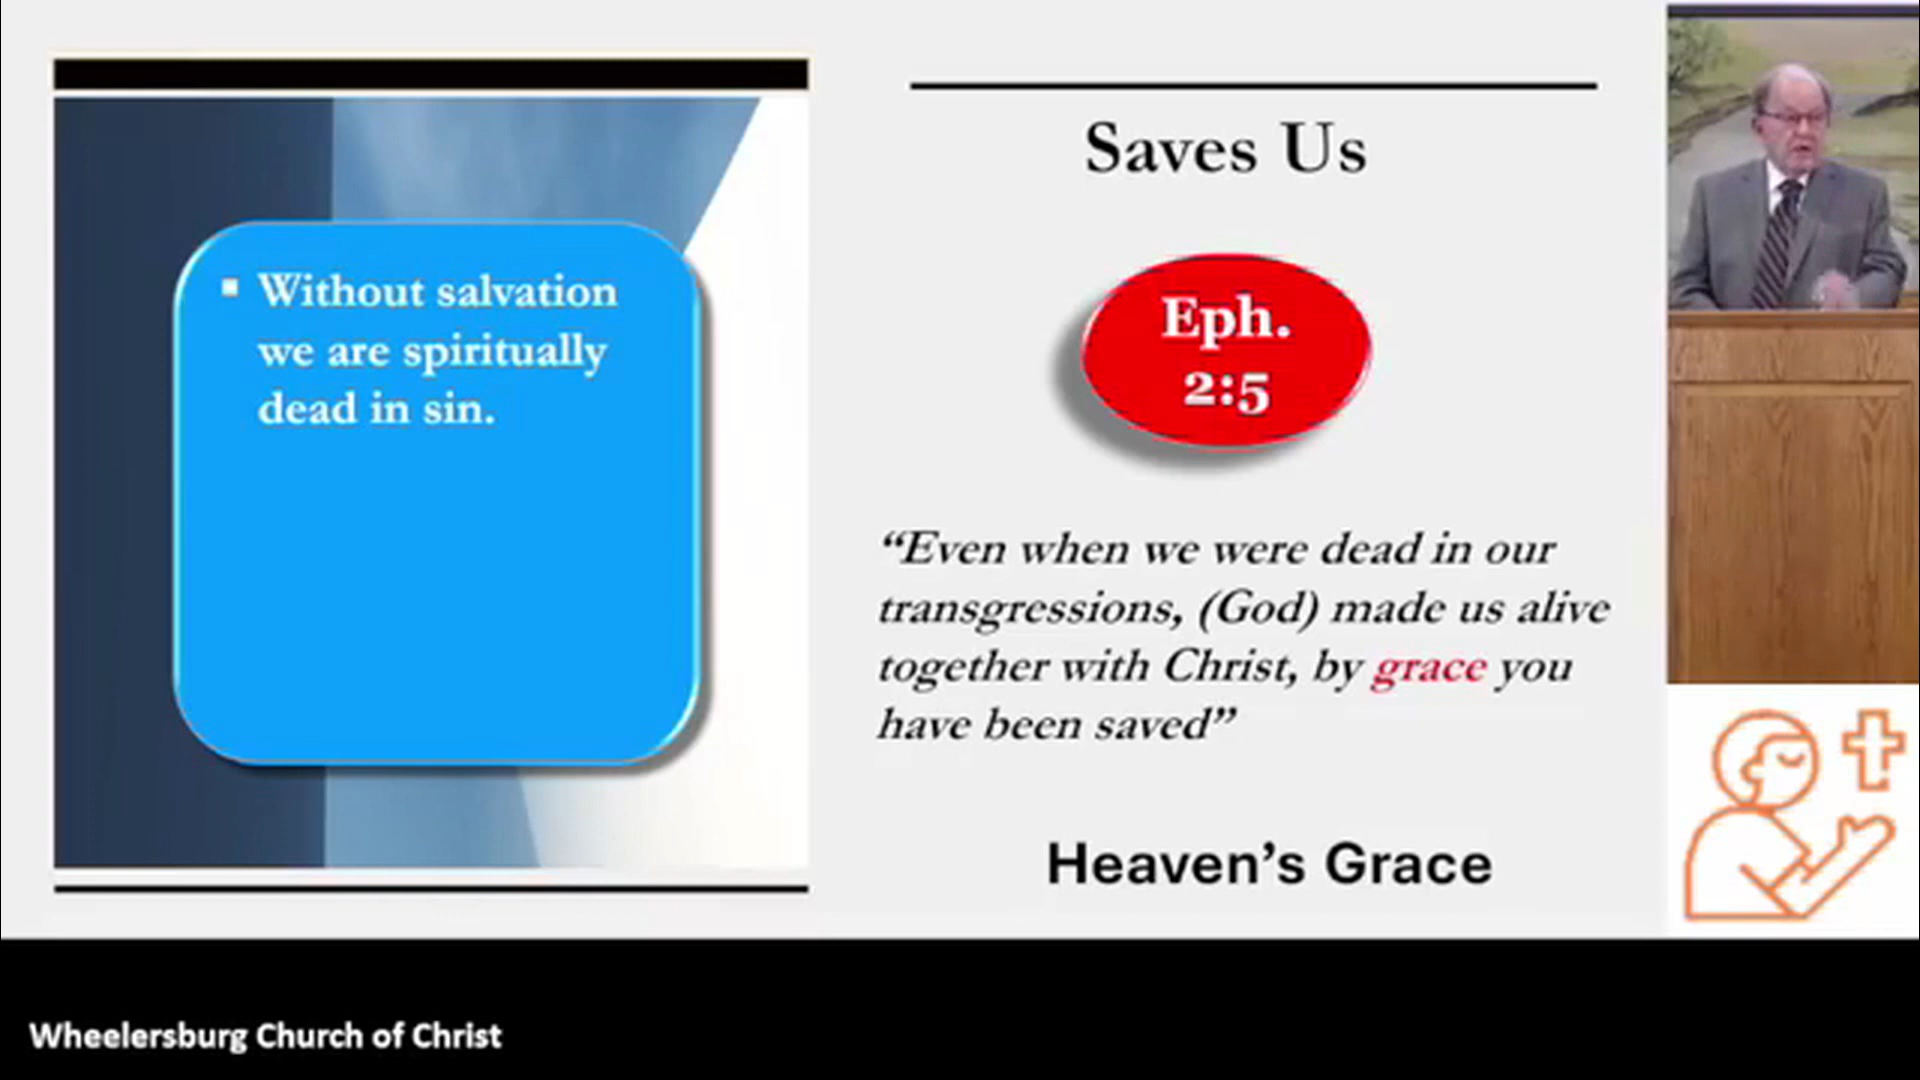 Without salvation
we are spiritually
dead in sin.
Saves Us
Eph.
2:5
“Even when we were dead in our
transgressions, (God) made us alive
together with Christ, by grace you
have been saved”
Heaven’s Grace
Wheelersburg Church of Christ